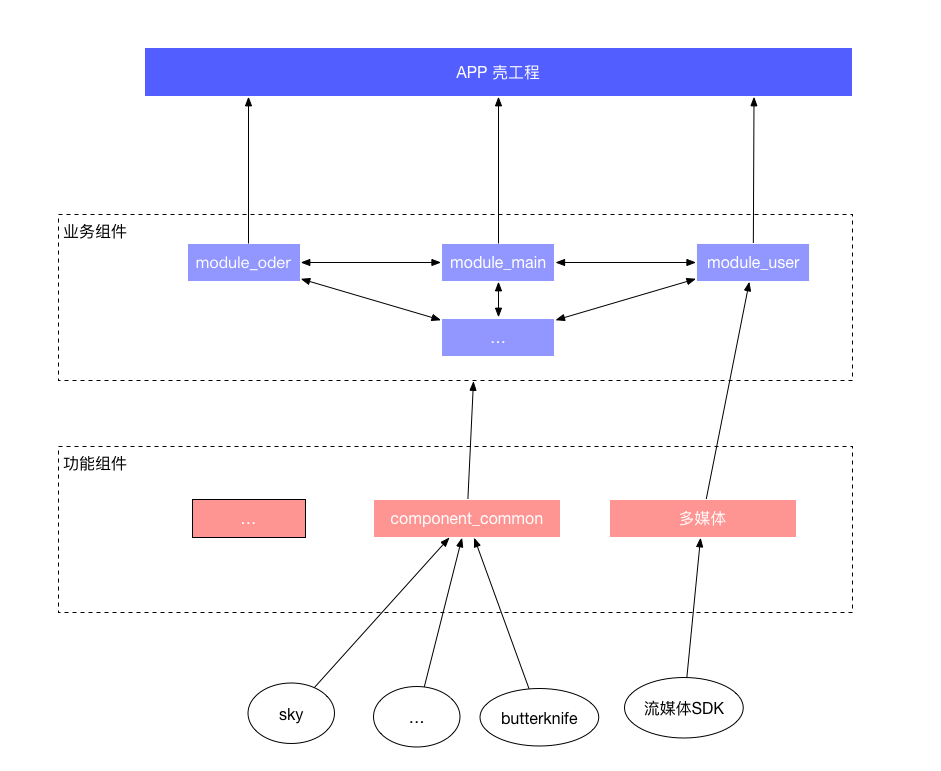 APP 壳工程
业务组件
module_oder
module_main
module_user
...
功能组件
...
component_common
多媒体
sky
...
butterknife
流媒体SDK